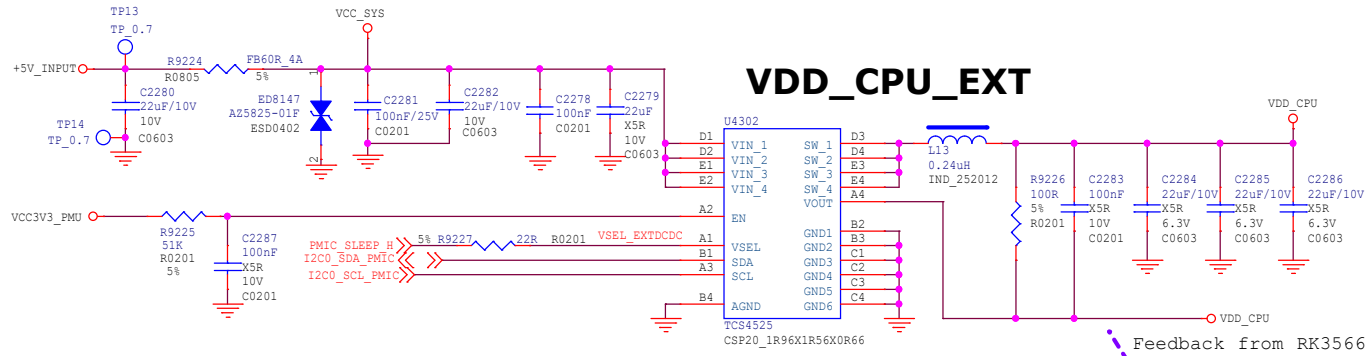 TP13
TP_0.7
VCC_SYS
R9224
FB60R_4A
+5V_INPUT
R0805
5%
VDD_CPU_EXT
C2280
22uF/10V
10V
C0603
TP14
TP_0.7
1
ED8147
AZ5825-01F
ESD0402
2
C2281
100nF/25V
C0201
C2282
22uF/10V
10V
C0603
C2278
100nF
C0201
C2279
22uF
X5R
10V
C0603
VDD_CPU
U4302
D1 VIN_1 SW_1 D3
D2 VIN_2 SW_2 D4
E1 VIN_3 SW_3 E3
E2 VIN_4 SW_4 E4
VOUT A4
A2 EN
GND1 B2
A1 VSEL GND2 B3
B1 SDA GND3 C1
A3 SCL GND4 C2
GND5 C3
B4 AGND GND6 C4
TCS4525
CSP20_1R96X1R56X0R66
L13
0.24uH
IND_252012
R9226
100R
5%
R0201
C2283
100nF
X5R
10V
C0201
C2284
22uF/10V
X5R
6.3V
C0603
C2285
22uF/10V
X5R
6.3V
C0603
C2286
22uF/10V
X5R
6.3V
C0603
VCC3V3_PMU
R9225
51K
R0201
5%
C2287
100nF
X5R
10V
C0201
PMIC_SLEEP_H
5% R9227 22R R0201 VSEL_EXTDCDC
I2C0_SDA_PMIC
I2C0_SCL_PMIC
VDD_CPU
Feedback from RK3566